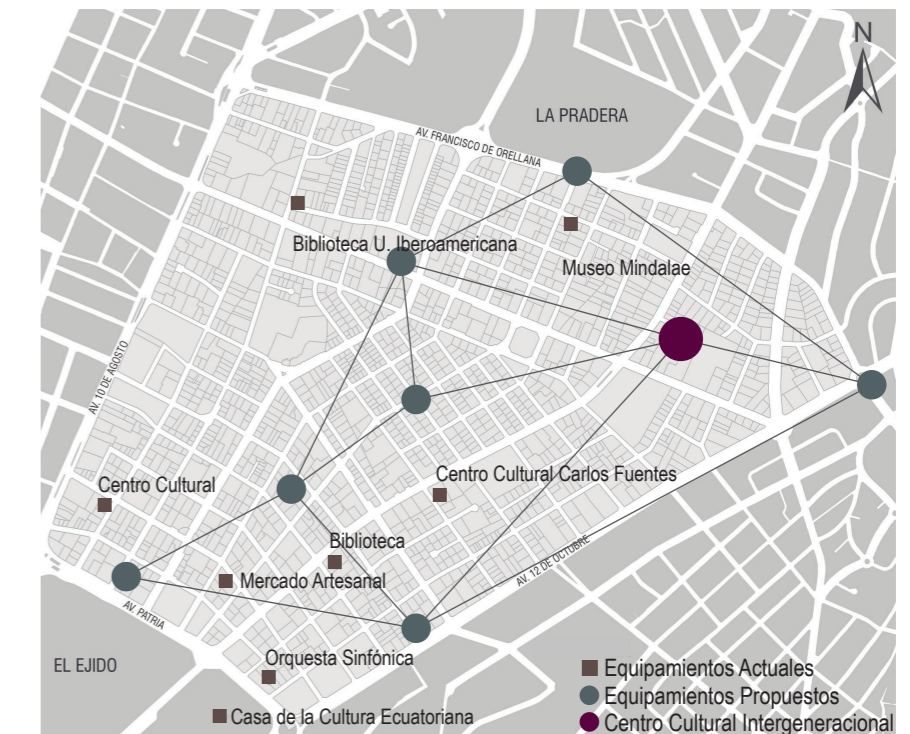 N
LA PRADERA
AV. FRANCISCO DE ORELLANA
Biblioteca U. Iberoamericana
Museo Mindalae
AV. 10 DE AGOSTO
Centro Cultural
Centro Cultural Carlos Fuentes
Biblioteca
AV. 12 DE OCTUBRE
Mercado Artesanal
AV. PATRIA
EL EJIDO
Orquesta Sinfónica
Casa de la Cultura Ecuatoriana
Equipamientos Actuales
Equipamientos Propuestos
Centro Cultural Intergeneracional